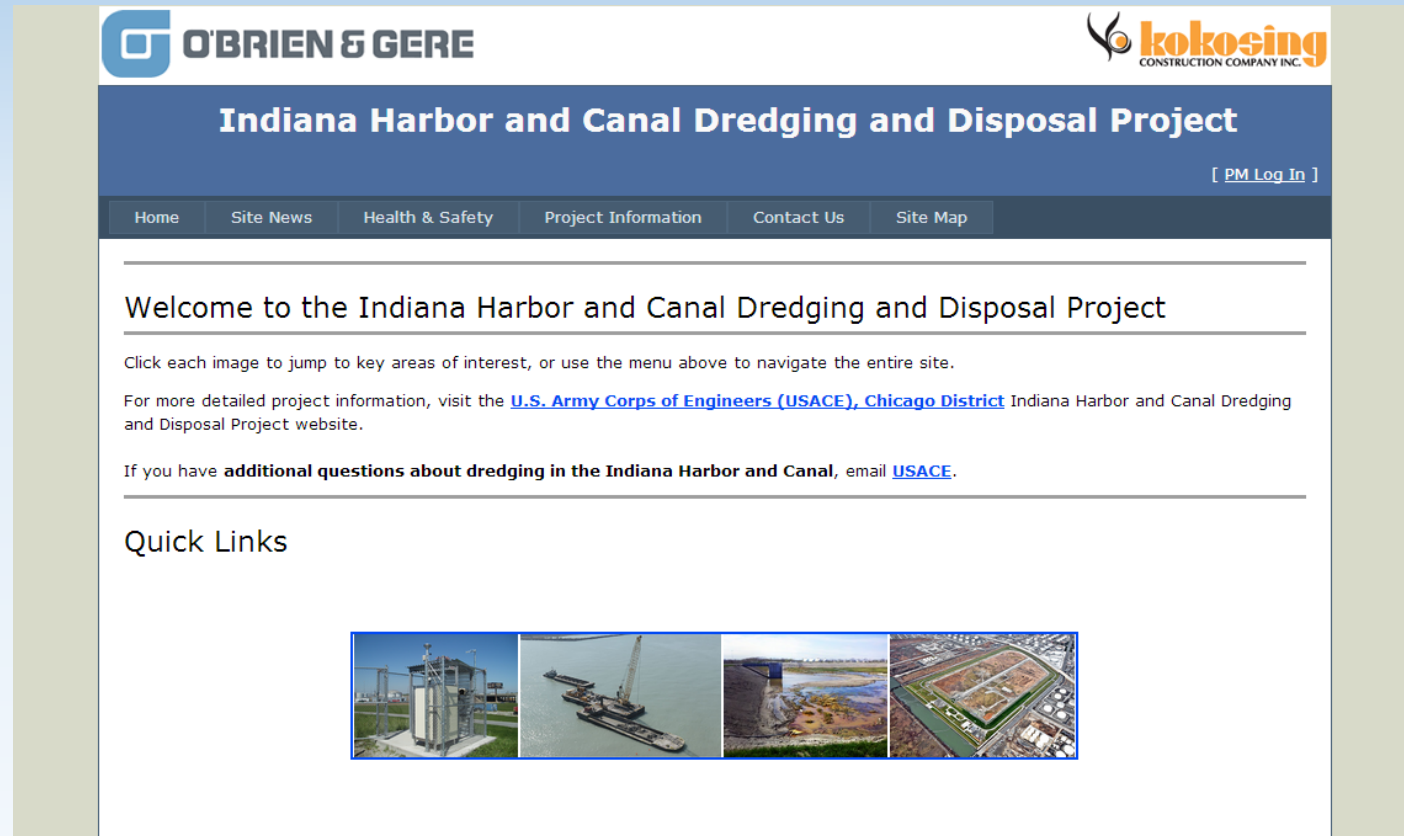 O'BRIEN & GERE
kokosing
CONSTRUCTION COMPANY INC.
Indiana Harbor and Canal Dredging and Disposal Project
[ PM Log In ]
Home Site News Health & Safety Project Information Contact Us Site Map
Welcome to the Indiana Harbor and Canal Dredging and Disposal Project
Click each image to jump to key areas of interest, or use the menu above to navigate the entire site.
For more detailed project information, visit the U.S. Army Corps of Engineers (USACE), Chicago District Indiana Harbor and Canal Dredging
and Disposal Project website.
If you have additional questions about dredging in the Indiana Harbor and Canal, email USACE.
Quick Links